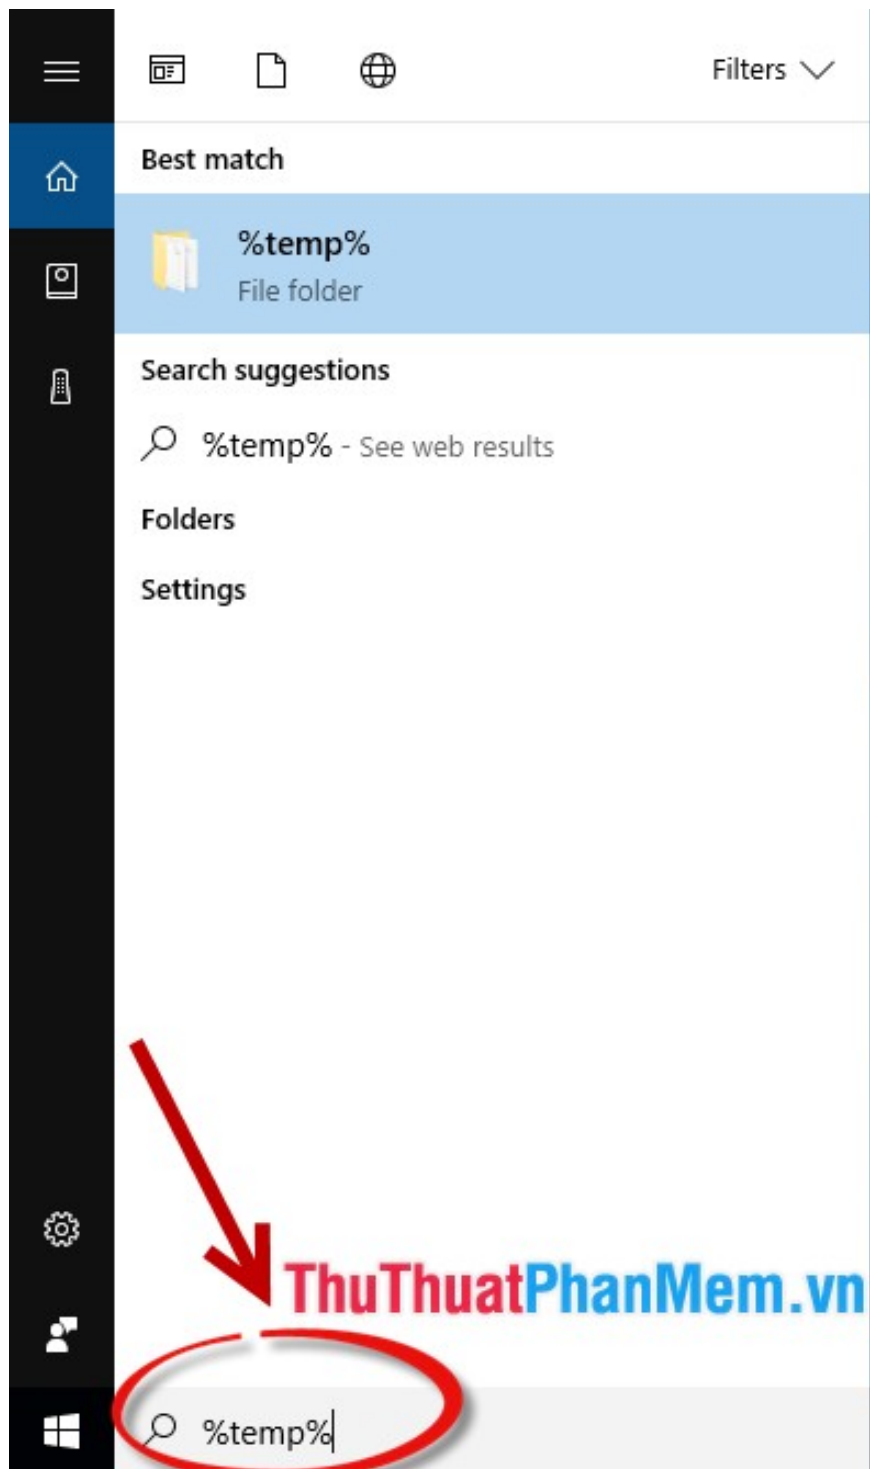 Filters
Best match
%temp%
File folder
Search suggestions
%temp% - See web results
Folders
Settings
ThuThuatPhanMem.vn
%temp%